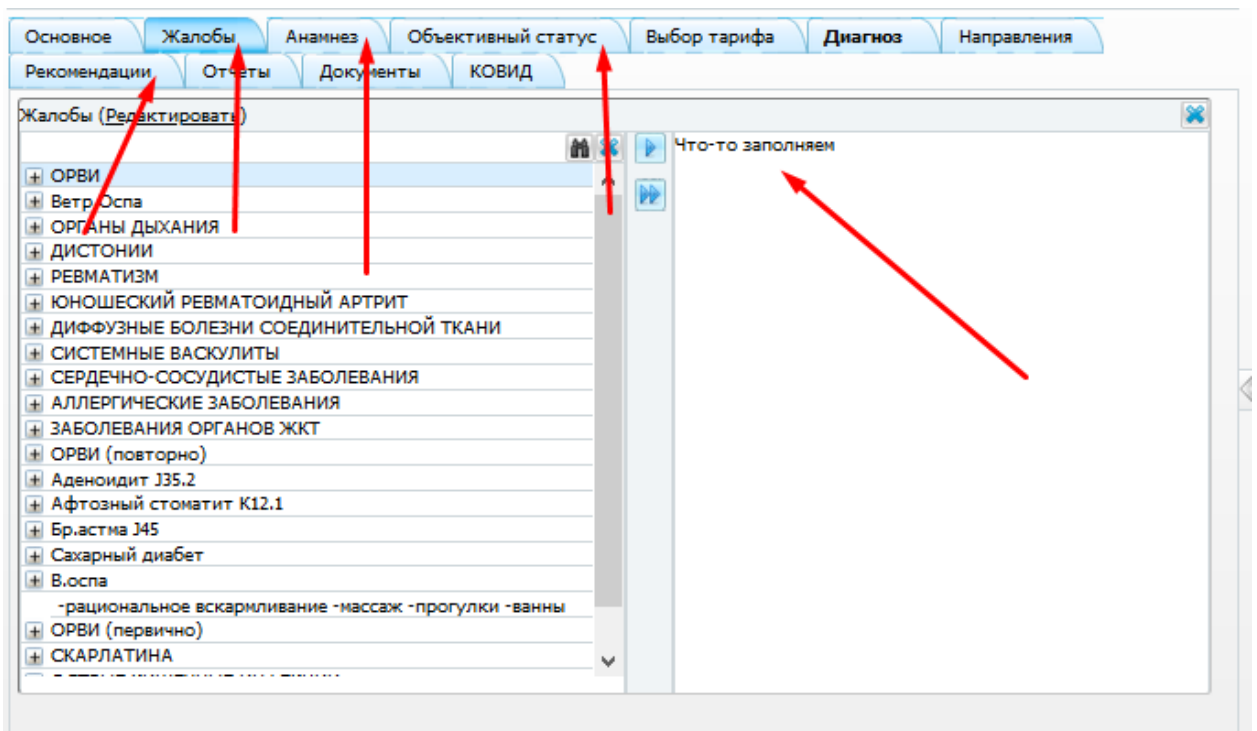 Основное Жалобы Анамнез Объективный статус Выбор тарифа Диагноз Направления
Рекомендации Отчеты Документы КОВИД
Жалобы (Редактировать)
Что-то заполняем
ОРВИ
Ветр.Оспа
ОРГАНЫ ДЫХАНИЯ
ДИСТОНИИ
РЕВМАТИЗМ
ЮНОШЕСКИЙ РЕВМАТОИДНЫЙ АРТРИТ
ДИФФУЗНЫЕ БОЛЕЗНИ СОЕДИНИТЕЛЬНОЙ ТКАНИ
СИСТЕМНЫЕ ВАСКУЛИТЫ
СЕРДЕЧНО-СОСУДИСТЫЕ ЗАБОЛЕВАНИЯ
АЛЛЕРГИЧЕСКИЕ ЗАБОЛЕВАНИЯ
ЗАБОЛЕВАНИЯ ОРГАНОВ ЖКТ
ОРВИ (повторно)
Аденоидит J35.2
Афтозный стоматит К12.1
Бр.астма J45
Сахарный диабет
В.оспа
-рациональное вскармливание -массаж -прогулки -ванны
ОРВИ (первично)
СКАРЛАТИНА